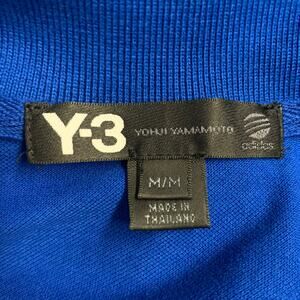 Y-3 YOHJI YAMAMOTO adidas
M/M
MADE IN
THAILAND